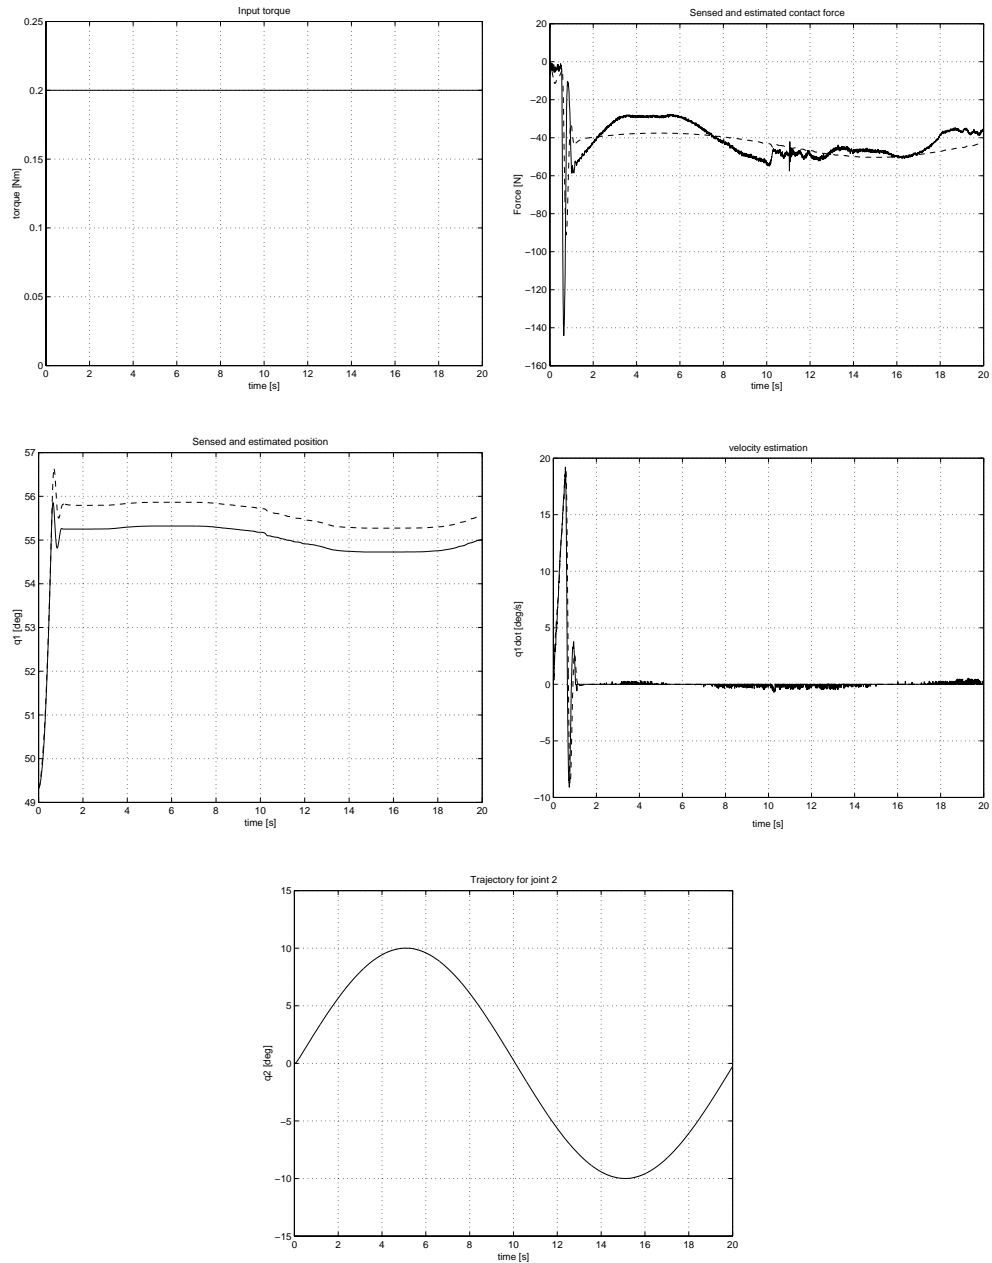 Input torque
0.25
0.2
0.15
0.1
0.05
0
torque [Nm]
0 2 4 6 8 10 12 14 16 18 20
time [s]
Sensed and estimated contact force
20
0
−20
−40
−60
−80
−100
−120
−140
−160
Force [N]
0 2 4 6 8 10 12 14 16 18 20
time [s]
Sensed and estimated position
57
56
55
54
53
52
51
50
49
q1 [deg]
0 2 4 6 8 10 12 14 16 18 20
time [s]
velocity estimation
20
15
10
5
0
−5
−10
q1dot [deg/s]
0 2 4 6 8 10 12 14 16 18 20
time [s]
Trajectory for joint 2
15
10
5
0
−5
−10
−15
q2 [deg]
0 2 4 6 8 10 12 14 16 18 20
time [s]